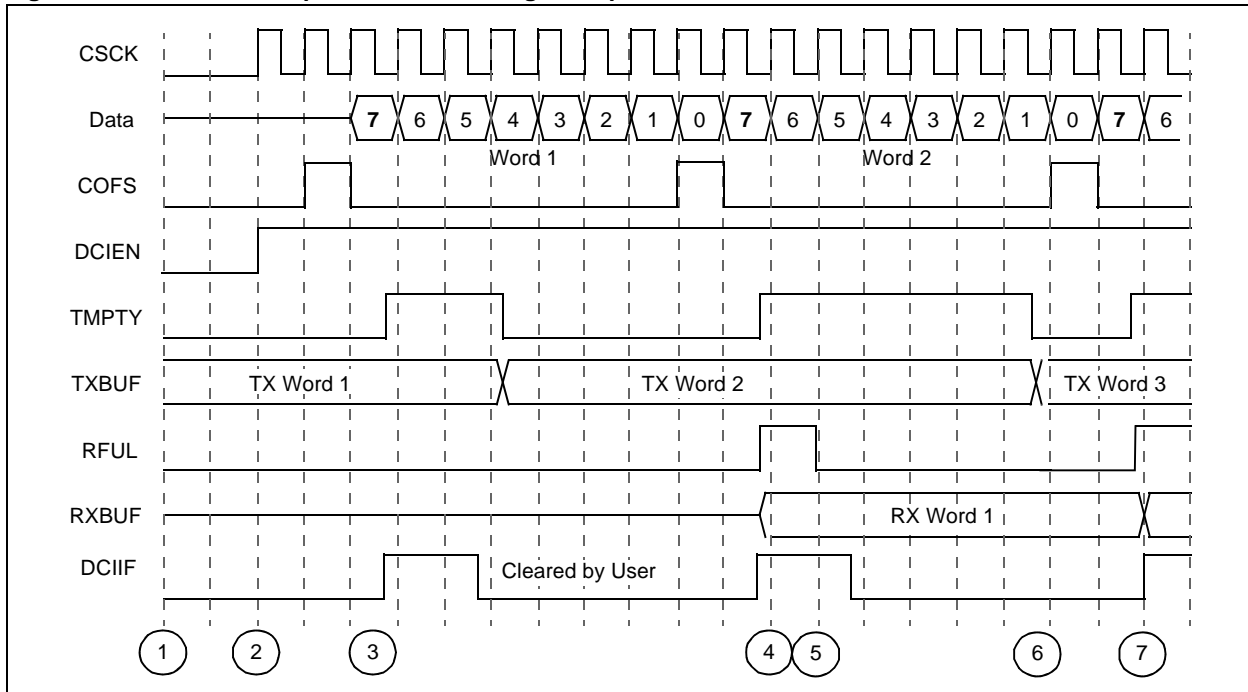 CSCK
Data
7 6 5 4 3 2 1 0 7 6 5 4 3 2 1 0 7 6
Word 1 Word 2
COFS
DCIEN
TMPTY
TXBUF TX Word 1 TX Word 2 TX Word 3
RFUL
RXBUF RX Word 1
DCIIF Cleared by User
1 2 3 4 5 6 7